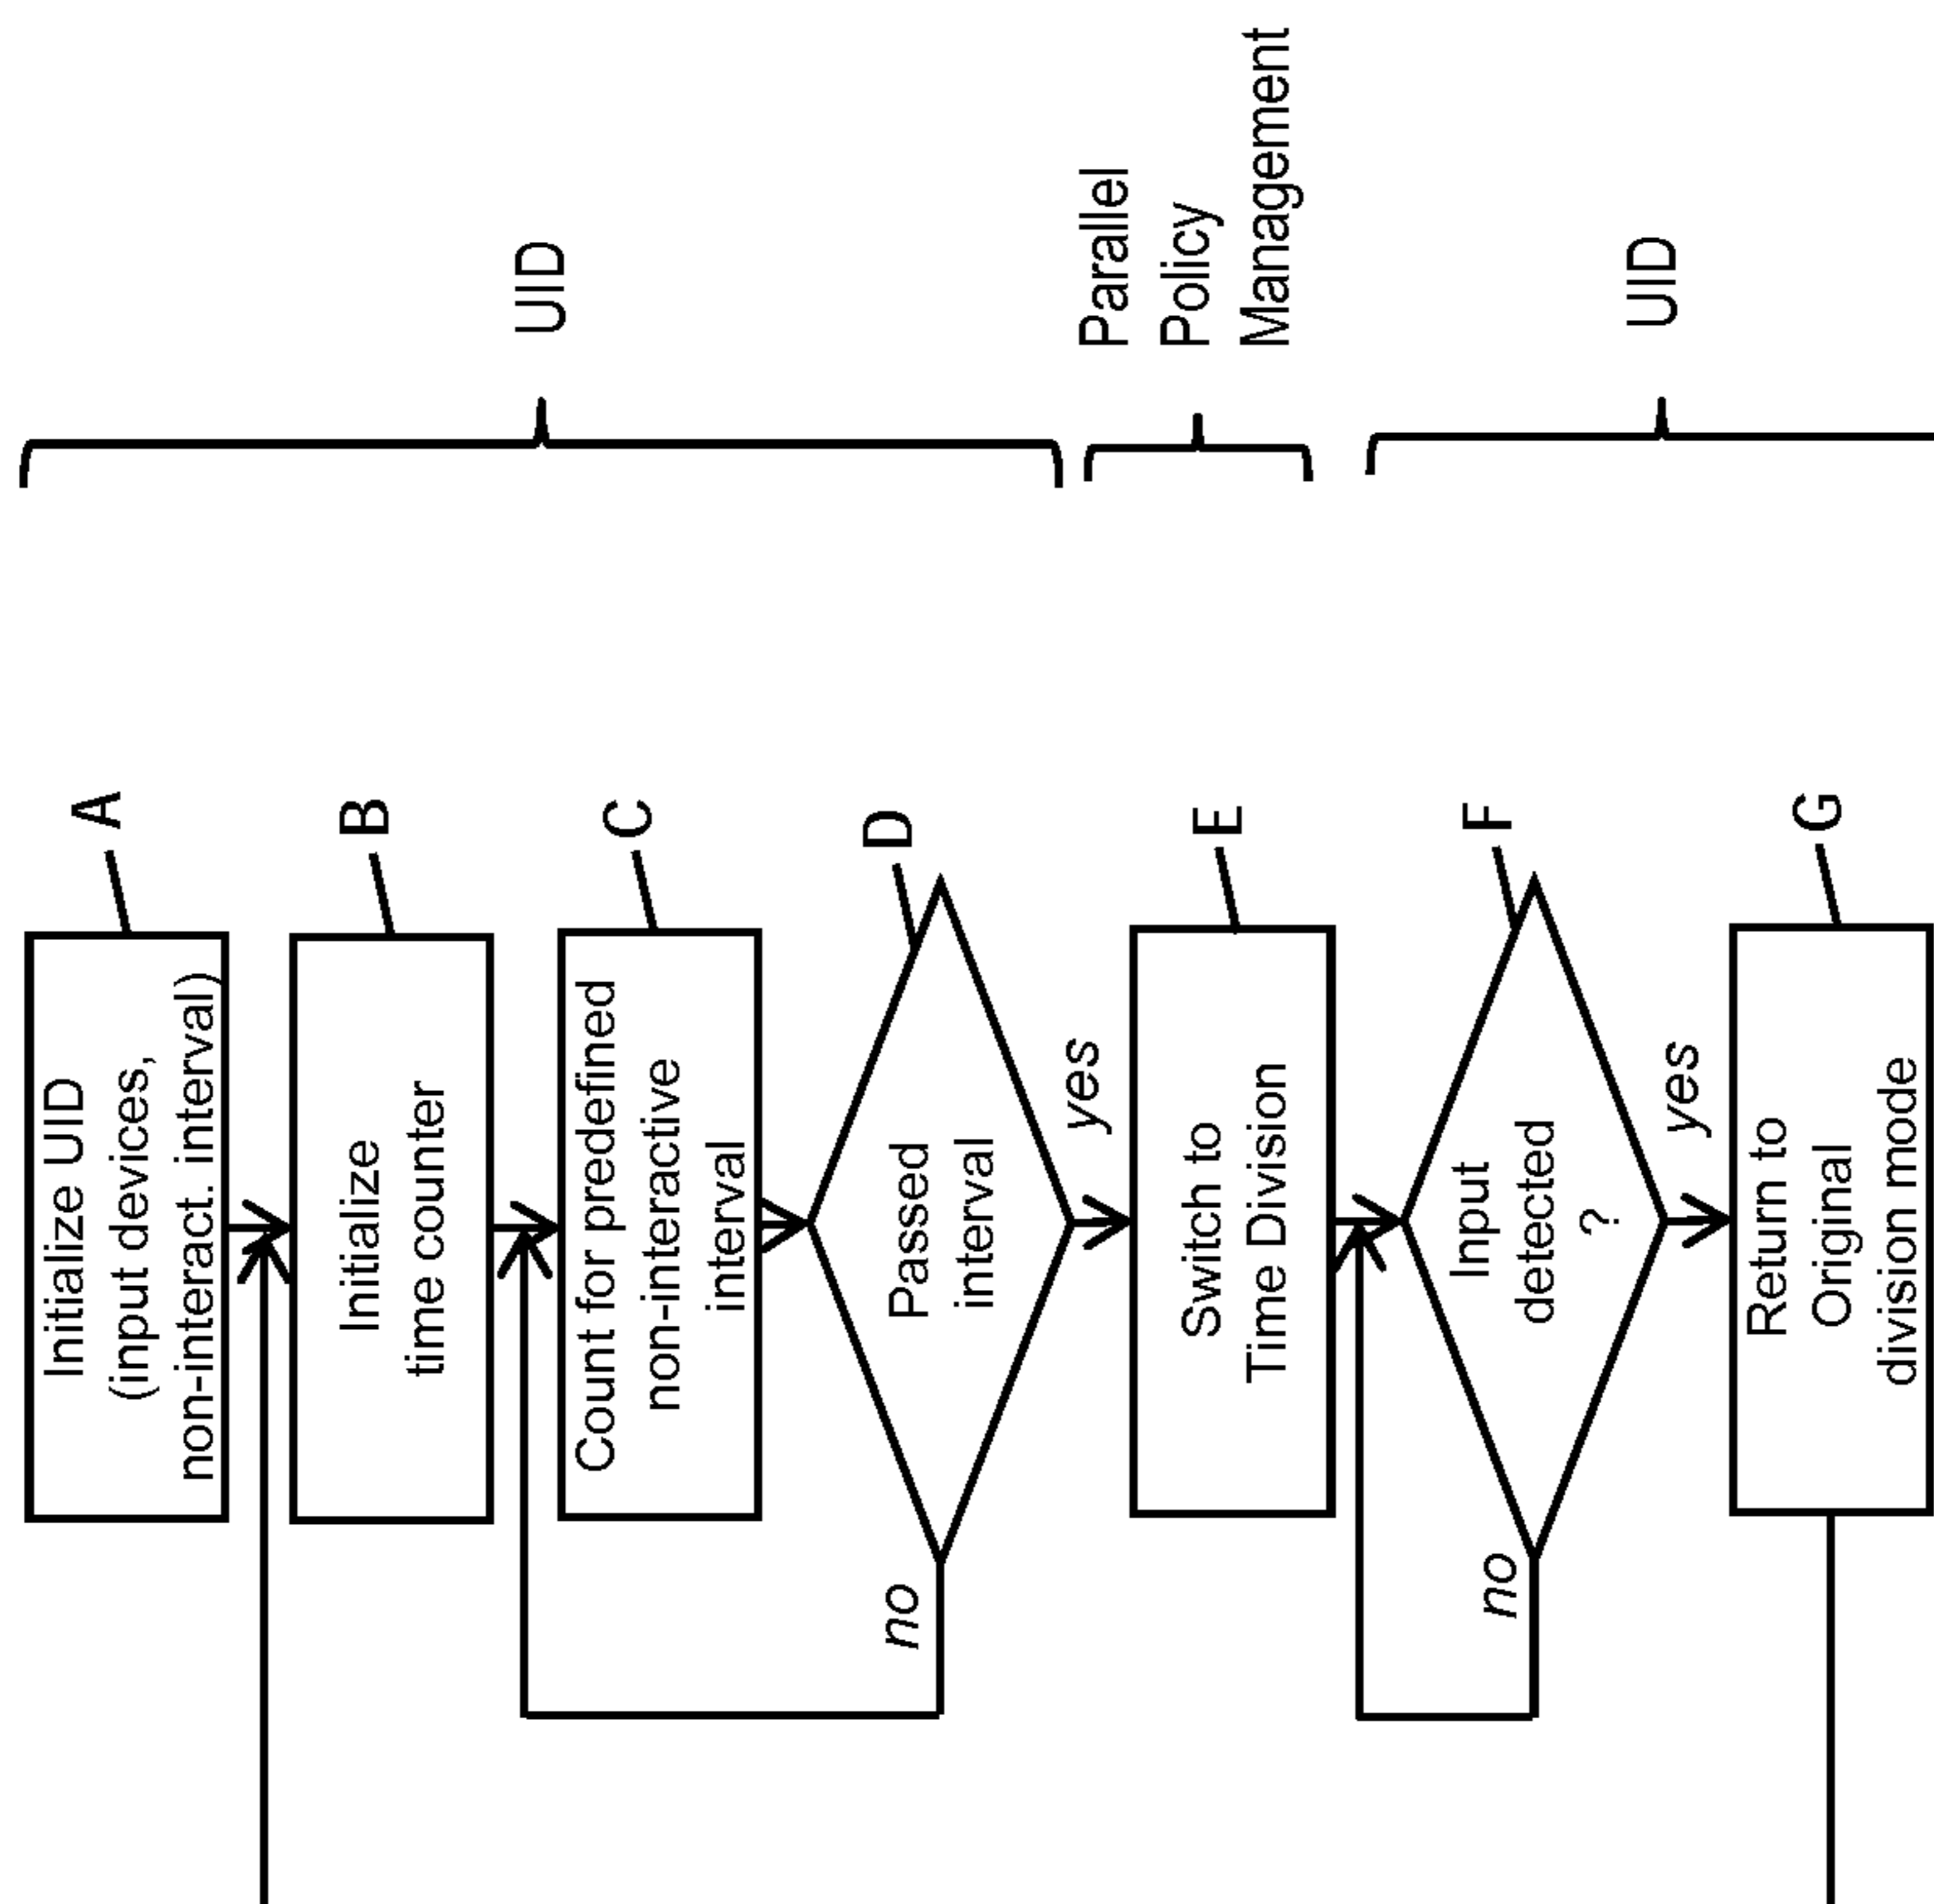 A
Initialize UID
(input devices,
non-interact. interval)
B
Initialize
time counter
C
Count for predefined
non-interactive
interval
D
Passed
interval
no
yes
UID
E
Switch to
Time Division
Parallel
Policy
Management
F
Input
detected
?
no
yes
G
Return to
Original
division mode
UID